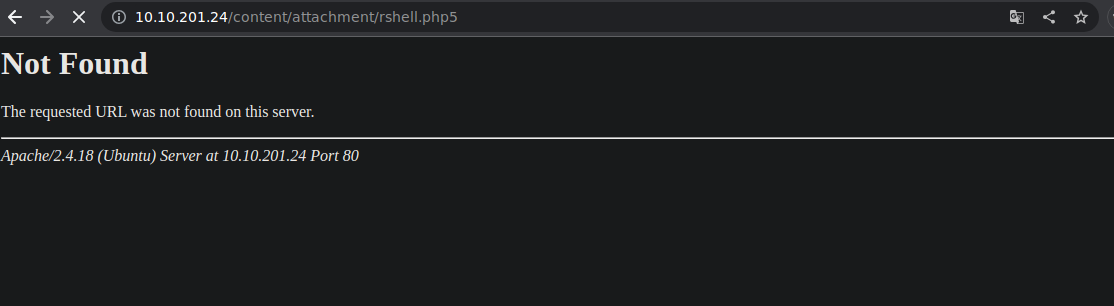 10.10.201.24/content/attachment/rshell.php5
Not Found
The requested URL was not found on this server.
Apache/2.4.18 (Ubuntu) Server at 10.10.201.24 Port 80